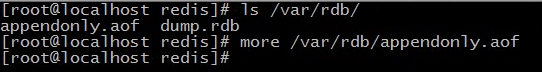 [root@localhost redis]# ls /var/rdb/
appendonly.aof  dump.rdb
[root@localhost redis]# more /var/rdb/appendonly.aof
[root@localhost redis]#